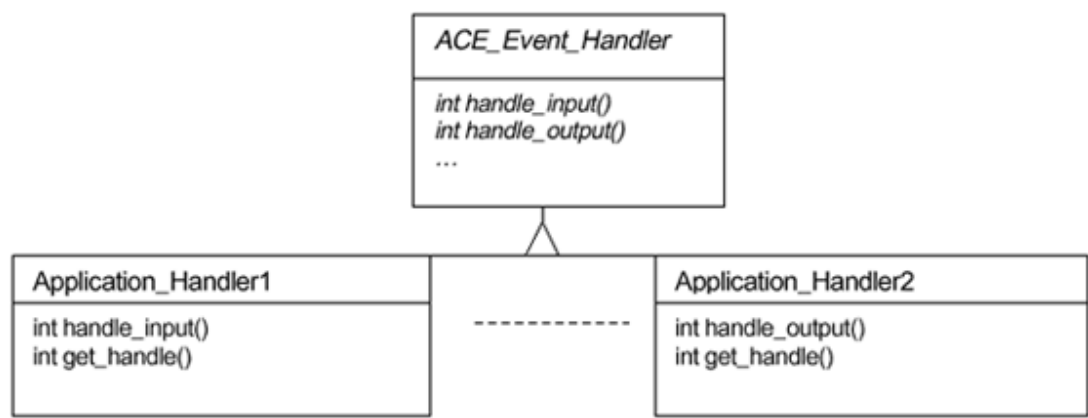 ACE_Event_Handler
int handle_input()
int handle_output()
...
Application_Handler1
int handle_input()
int get_handle()
Application_Handler2
int handle_output()
int get_handle()